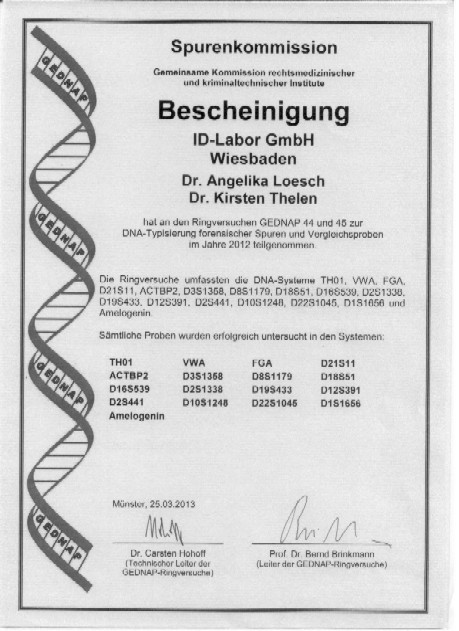 GEDNAP
GEDNAP
GEDNAP
GEDNAP
Spurenkommission
Gemeinsame Kommission rechtsmedizinischer
und kriminaltechnischer Institute
Bescheinigung
ID-Labor GmbH
Wiesbaden
Dr. Angelika Loesch
Dr. Kirsten Thelen
hat an den Ringversuchen GEDNAP 44 und 45 zur
DNA-Typisierung forensischer Spuren und Vergleichsproben
im Jahre 2012 teilgenommen.
Die Ringversuche umfassten die DNA-Systeme TH01, VWA, FGA,
D21S11, ACTBP2, D3S1358, D8S1179, D18S51, D16S539, D2S1338,
D19S433, D12S391, D2S441, D10S1248, D22S1045, D1S1656 und
Amelogenin.
Sämtliche Proben wurden erfolgreich untersucht in den Systemen:
TH01 VWA FGA D21S11
ACTBP2 D3S1358 D8S1179 D18S51
D16S539 D2S1338 D19S433 D12S391
D2S441 D10S1248 D22S1045 D1S1656
Amelogenin
Münster, 25.03.2013
Dr. Carsten Hohoff Prof. Dr. Bernd Brinkmann
(Technischer Leiter der (Leiter der GEDNAP-Ringversuche)
GEDNAP-Ringversuche)